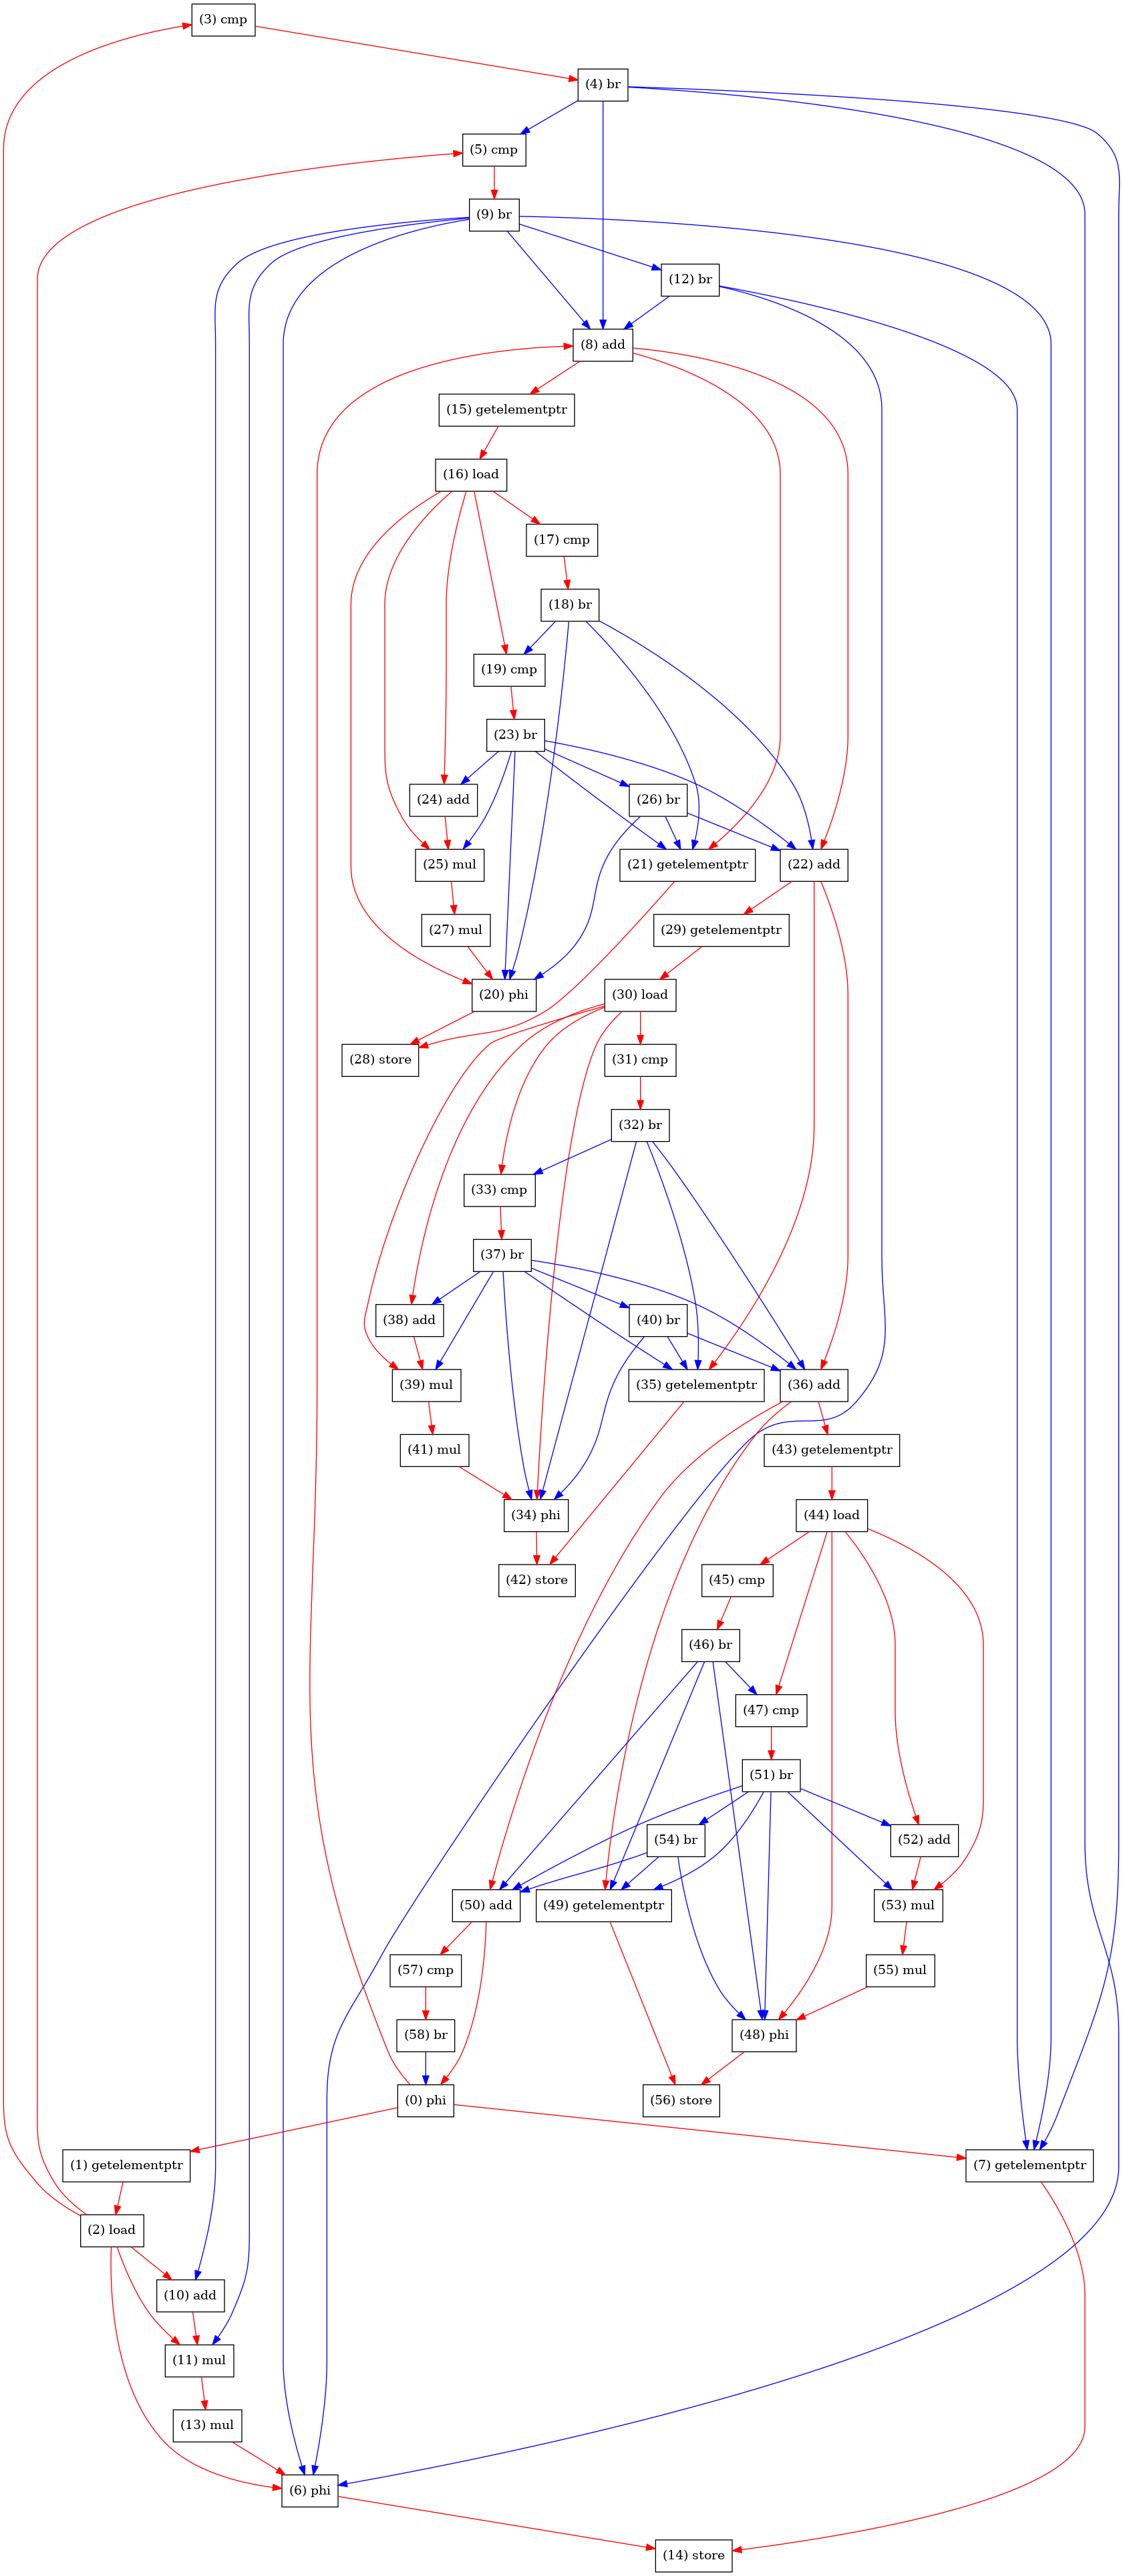 (3) cmp
(4) br
(5) cmp
(9) br
(12) br
(8) add
(15) getelementptr
(16) load
(17) cmp
(18) br
(19) cmp
(23) br
(24) add
(26) br
(25) mul
(21) getelementptr
(22) add
(27) mul
(29) getelementptr
(20) phi
(30) load
(28) store
(31) cmp
(32) br
(33) cmp
(37) br
(38) add
(40) br
(39) mul
(35) getelementptr
(36) add
(41) mul
(43) getelementptr
(34) phi
(44) load
(42) store
(45) cmp
(46) br
(47) cmp
(51) br
(54) br
(52) add
(50) add
(49) getelementptr
(53) mul
(57) cmp
(55) mul
(58) br
(48) phi
(0) phi
(56) store
(1) getelementptr
(7) getelementptr
(2) load
(10) add
(11) mul
(13) mul
(6) phi
(14) store